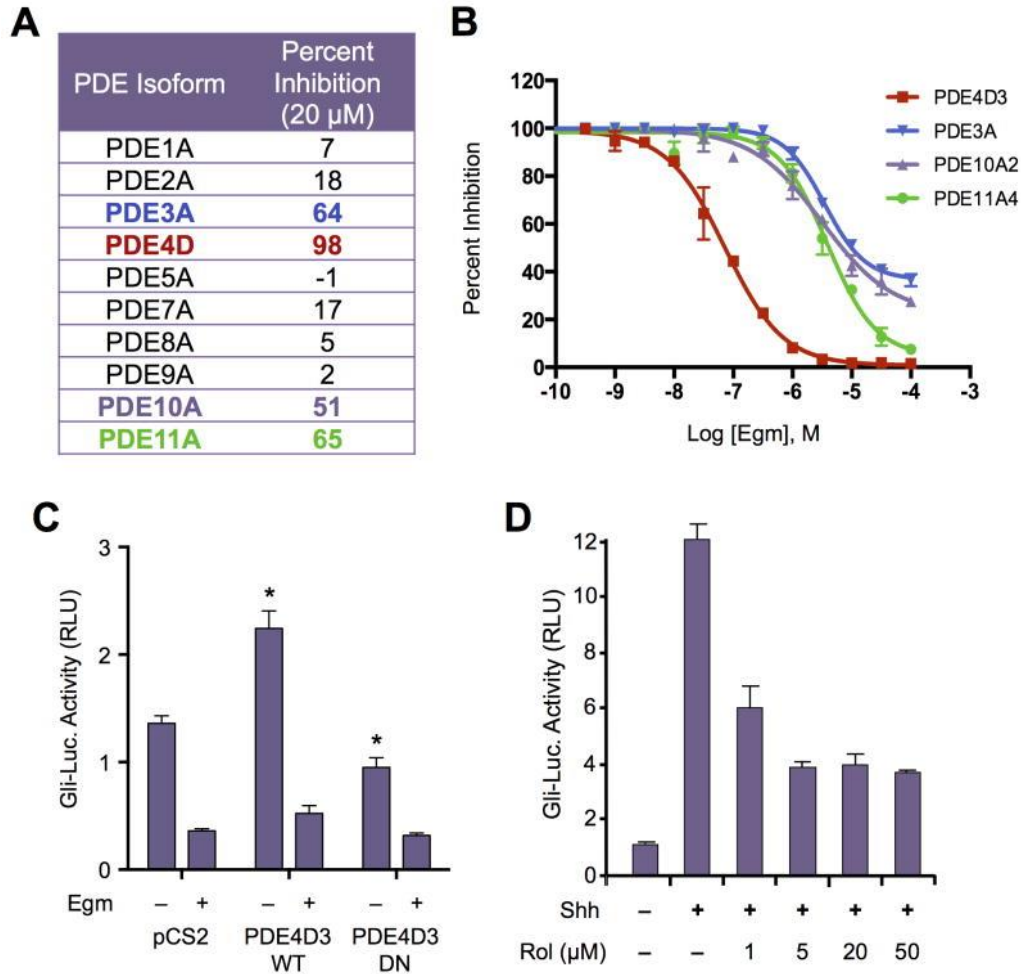 A
PDE Isoform Percent Inhibition (20 µM)
PDE1A 7
PDE2A 18
PDE3A 64
PDE4D 98
PDE5A -1
PDE7A 17
PDE8A 5
PDE9A 2
PDE10A 51
PDE11A 65
B
120
100
80
60
40
20
0
Percent Inhibition
-10 -9 -8 -7 -6 -5 -4 -3
Log [Egm], M
PDE4D3
PDE3A
PDE10A2
PDE11A4
C
3
2
1
0
Gli-Luc. Activity (RLU)
* *
Egm – + – + – +
pCS2 PDE4D3 WT PDE4D3 DN
D
12
10
8
6
4
2
0
Gli-Luc. Activity (RLU)
Shh – + + + + +
Rol (µM) – – 1 5 20 50